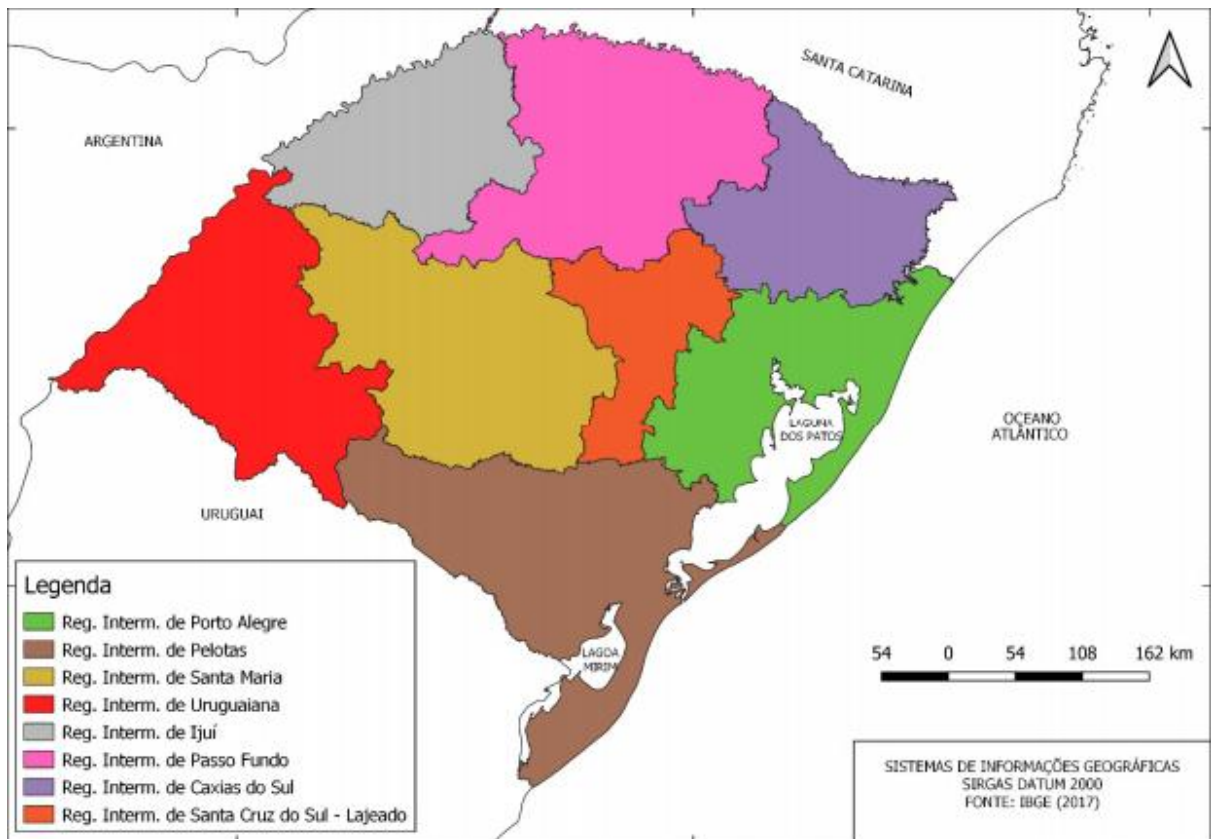 SANTA CATARINA
ARGENTINA
OCEANO
ATLÂNTICO
LAGUNA
DOS PATOS
URUGUAI
LAGOA
MIRIM
Legenda
Reg. Interm. de Porto Alegre
Reg. Interm. de Pelotas
Reg. Interm. de Santa Maria
Reg. Interm. de Uruguaiana
Reg. Interm. de Ijuí
Reg. Interm. de Passo Fundo
Reg. Interm. de Caxias do Sul
Reg. Interm. de Santa Cruz do Sul - Lajeado
54 0 54 108 162 km
SISTEMAS DE INFORMAÇÕES GEOGRÁFICAS
SIRGAS DATUM 2000
FONTE: IBGE (2017)